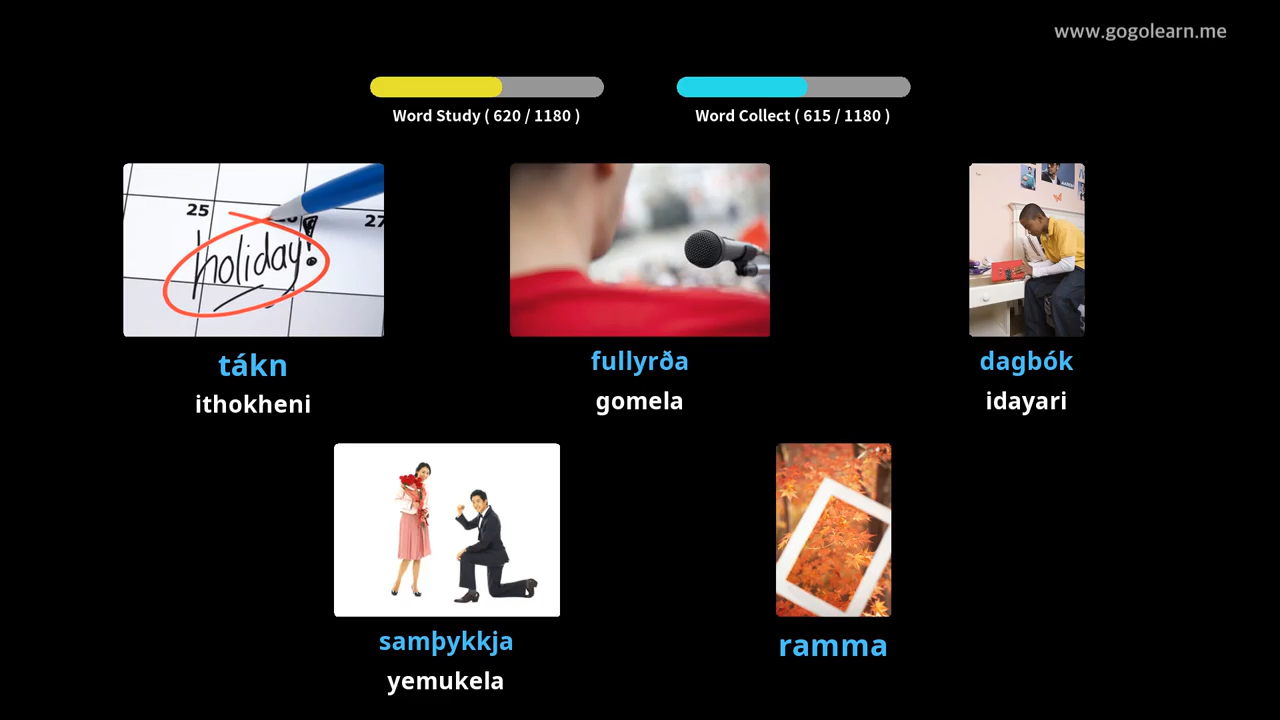 www.gogolearn.me
Word Study ( 620 / 1180 )
Word Collect ( 615 / 1180 )
25
27
holiday!
tákn
ithokheni
fullyrða
gomela
dagbók
idayari
samþykkja
yemukela
ramma